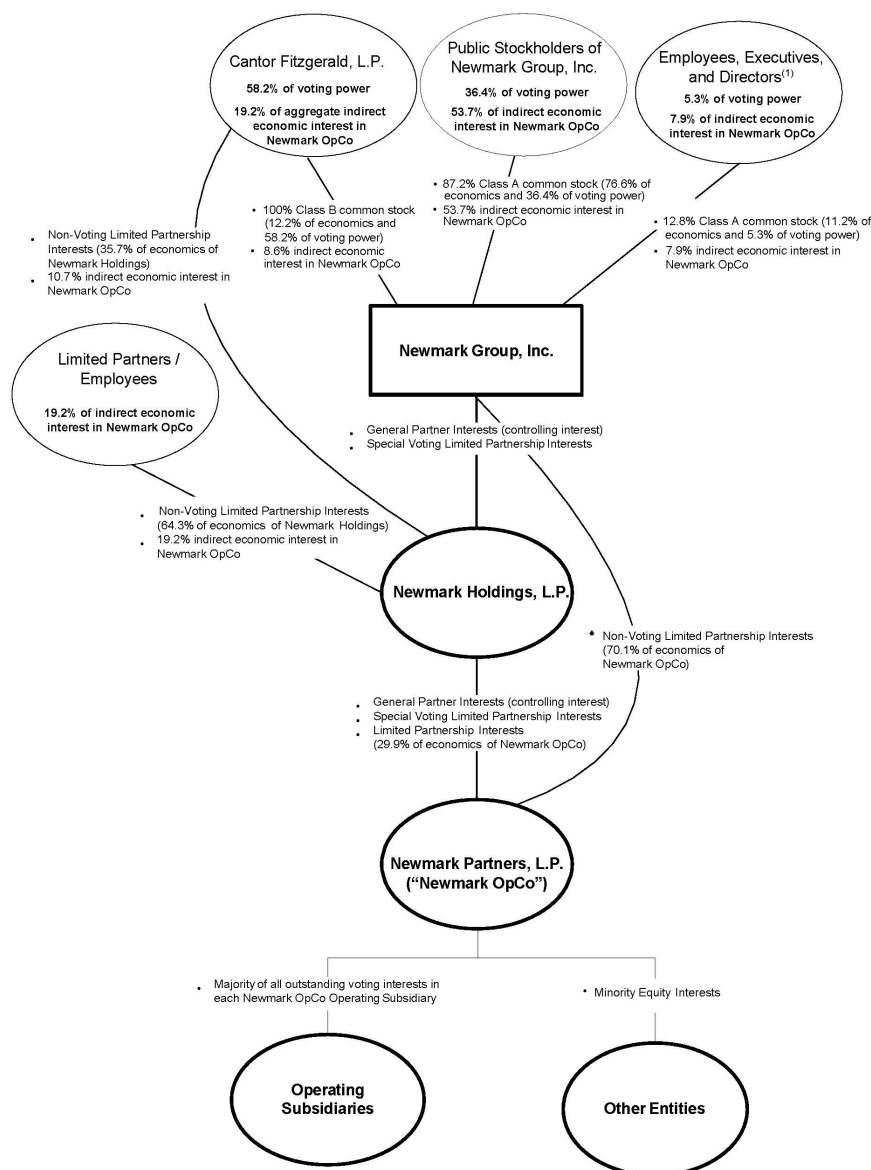 Cantor Fitzgerald, L.P.
58.2% of voting power
19.2% of aggregate indirect
economic interest in
Newmark OpCo
Public Stockholders of
Newmark Group, Inc.
36.4% of voting power
53.7% of indirect economic
interest in Newmark OpCo
Employees, Executives,
and Directors(1)
5.3% of voting power
7.9% of indirect economic
interest in Newmark OpCo
• Non-Voting Limited Partnership
Interests (35.7% of economics of
Newmark Holdings)
• 10.7% indirect economic interest in
Newmark OpCo
• 100% Class B common stock
(12.2% of economics and
58.2% of voting power)
• 8.6% indirect economic
interest in Newmark OpCo
• 87.2% Class A common stock (76.6% of
economics and 36.4% of voting power)
• 53.7% indirect economic interest in
Newmark OpCo
• 12.8% Class A common stock (11.2% of
economics and 5.3% of voting power)
• 7.9% indirect economic interest in
Newmark OpCo
Newmark Group, Inc.
Limited Partners /
Employees
19.2% of indirect economic
interest in Newmark OpCo
• General Partner Interests (controlling interest)
• Special Voting Limited Partnership Interests
• Non-Voting Limited Partnership Interests
(64.3% of economics of Newmark Holdings)
• 19.2% indirect economic interest in
Newmark OpCo
Newmark Holdings, L.P.
• Non-Voting Limited Partnership Interests
(70.1% of economics of
Newmark OpCo)
• General Partner Interests (controlling interest)
• Special Voting Limited Partnership Interests
• Limited Partnership Interests
(29.9% of economics of Newmark OpCo)
Newmark Partners, L.P.
(“Newmark OpCo”)
• Majority of all outstanding voting interests in
each Newmark OpCo Operating Subsidiary
• Minority Equity Interests
Operating
Subsidiaries
Other Entities